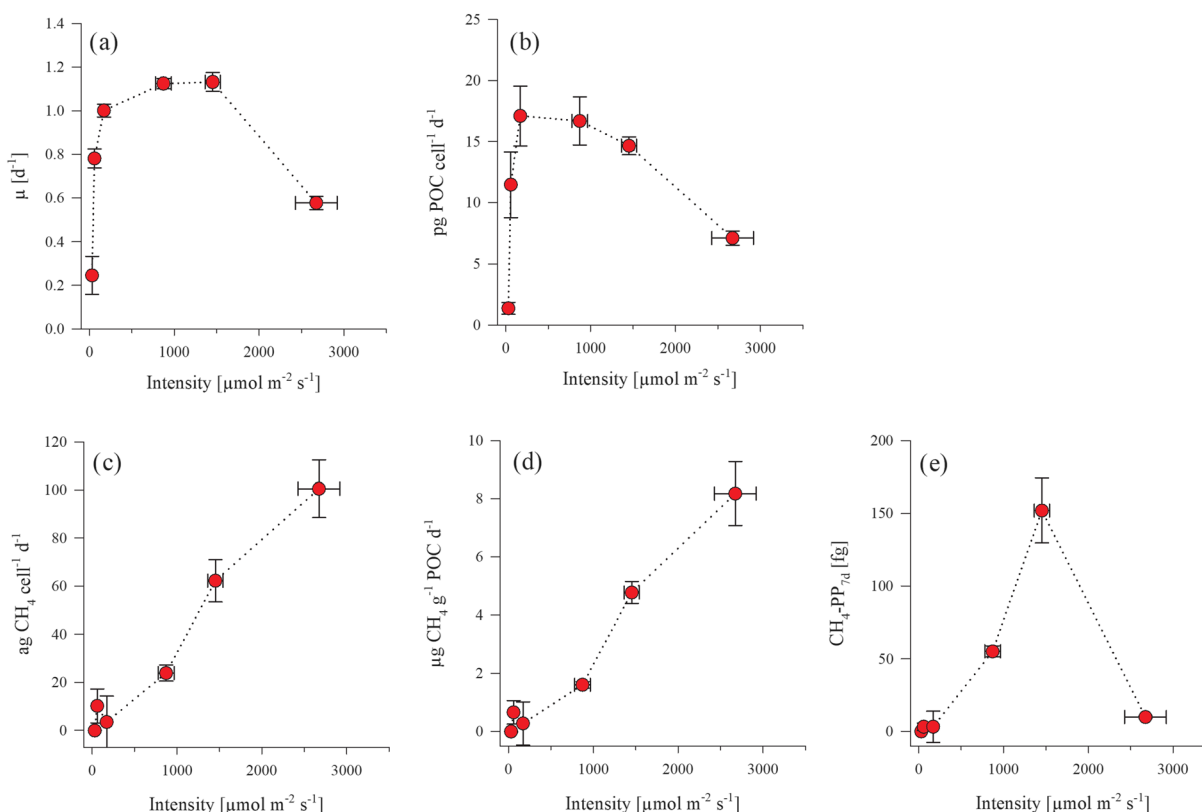 (a)
1.4
1.2
1.0
0.8
0.6
0.4
0.2
0.0
µ [d⁻¹]
0 1000 2000 3000
Intensity [µmol m⁻² s⁻¹]
(b)
25
20
15
10
5
0
pg POC cell⁻¹ d⁻¹
0 1000 2000 3000
Intensity [µmol m⁻² s⁻¹]
(c)
120
100
80
60
40
20
0
ag CH₄ cell⁻¹ d⁻¹
0 1000 2000 3000
Intensity [µmol m⁻² s⁻¹]
(d)
10
8
6
4
2
0
µg CH₄ g⁻¹ POC d⁻¹
0 1000 2000 3000
Intensity [µmol m⁻² s⁻¹]
(e)
200
150
100
50
0
CH₄-PP₇d [fg]
0 1000 2000 3000
Intensity [µmol m⁻² s⁻¹]